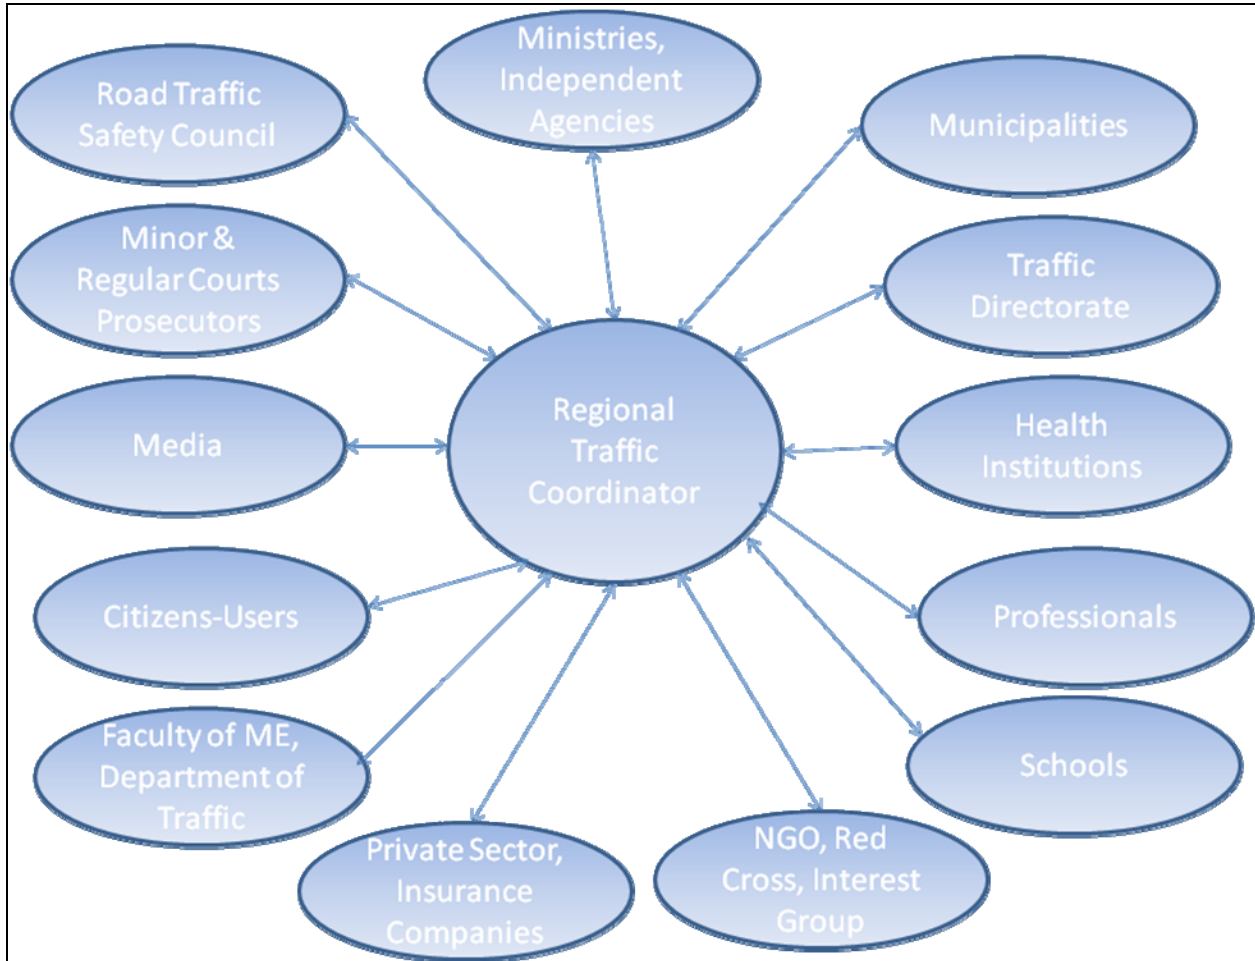 Ministries,
Independent
Agencies
Road Traffic
Safety Council
Municipalities
Minor &
Regular Courts
Prosecutors
Traffic
Directorate
Regional
Traffic
Coordinator
Media
Health
Institutions
Citizens-Users
Professionals
Faculty of ME,
Department of
Traffic
Schools
Private Sector,
Insurance
Companies
NGO, Red
Cross, Interest
Group